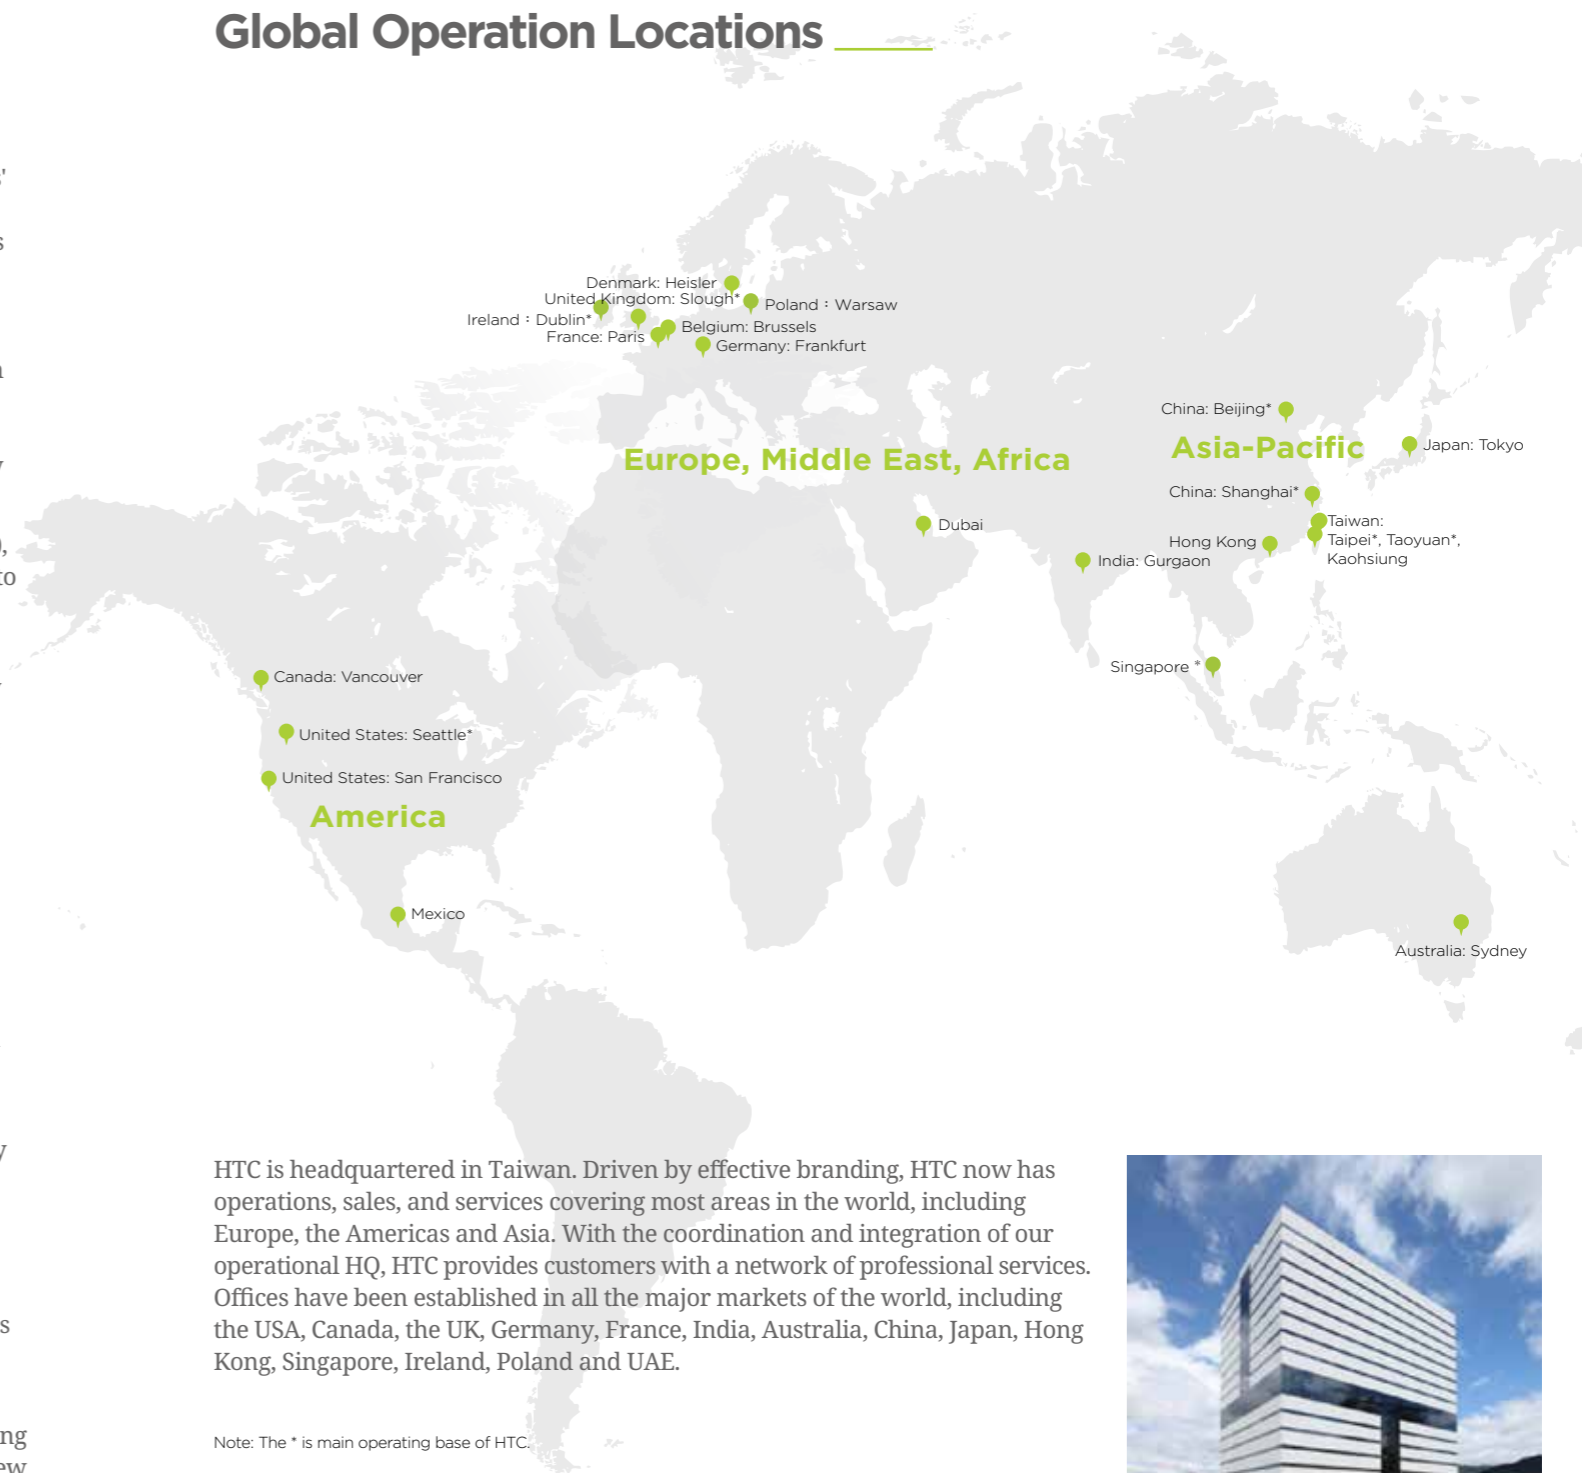 Global Operation Locations
Denmark: Heisler
United Kingdom: Slough*
Poland：Warsaw
Ireland：Dublin*
Belgium: Brussels
France: Paris
Germany: Frankfurt
China: Beijing*
Europe, Middle East, Africa
Asia-Pacific
Japan: Tokyo
China: Shanghai*
Dubai
Taiwan:
Taipei*, Taoyuan*,
Kaohsiung
Hong Kong
India: Gurgaon
Singapore *
Canada: Vancouver
United States: Seattle*
United States: San Francisco
America
Mexico
Australia: Sydney
HTC is headquartered in Taiwan. Driven by effective branding, HTC now has
operations, sales, and services covering most areas in the world, including
Europe, the Americas and Asia. With the coordination and integration of our
operational HQ, HTC provides customers with a network of professional services.
Offices have been established in all the major markets of the world, including
the USA, Canada, the UK, Germany, France, India, Australia, China, Japan, Hong
Kong, Singapore, Ireland, Poland and UAE.
Note: The * is main operating base of HTC.